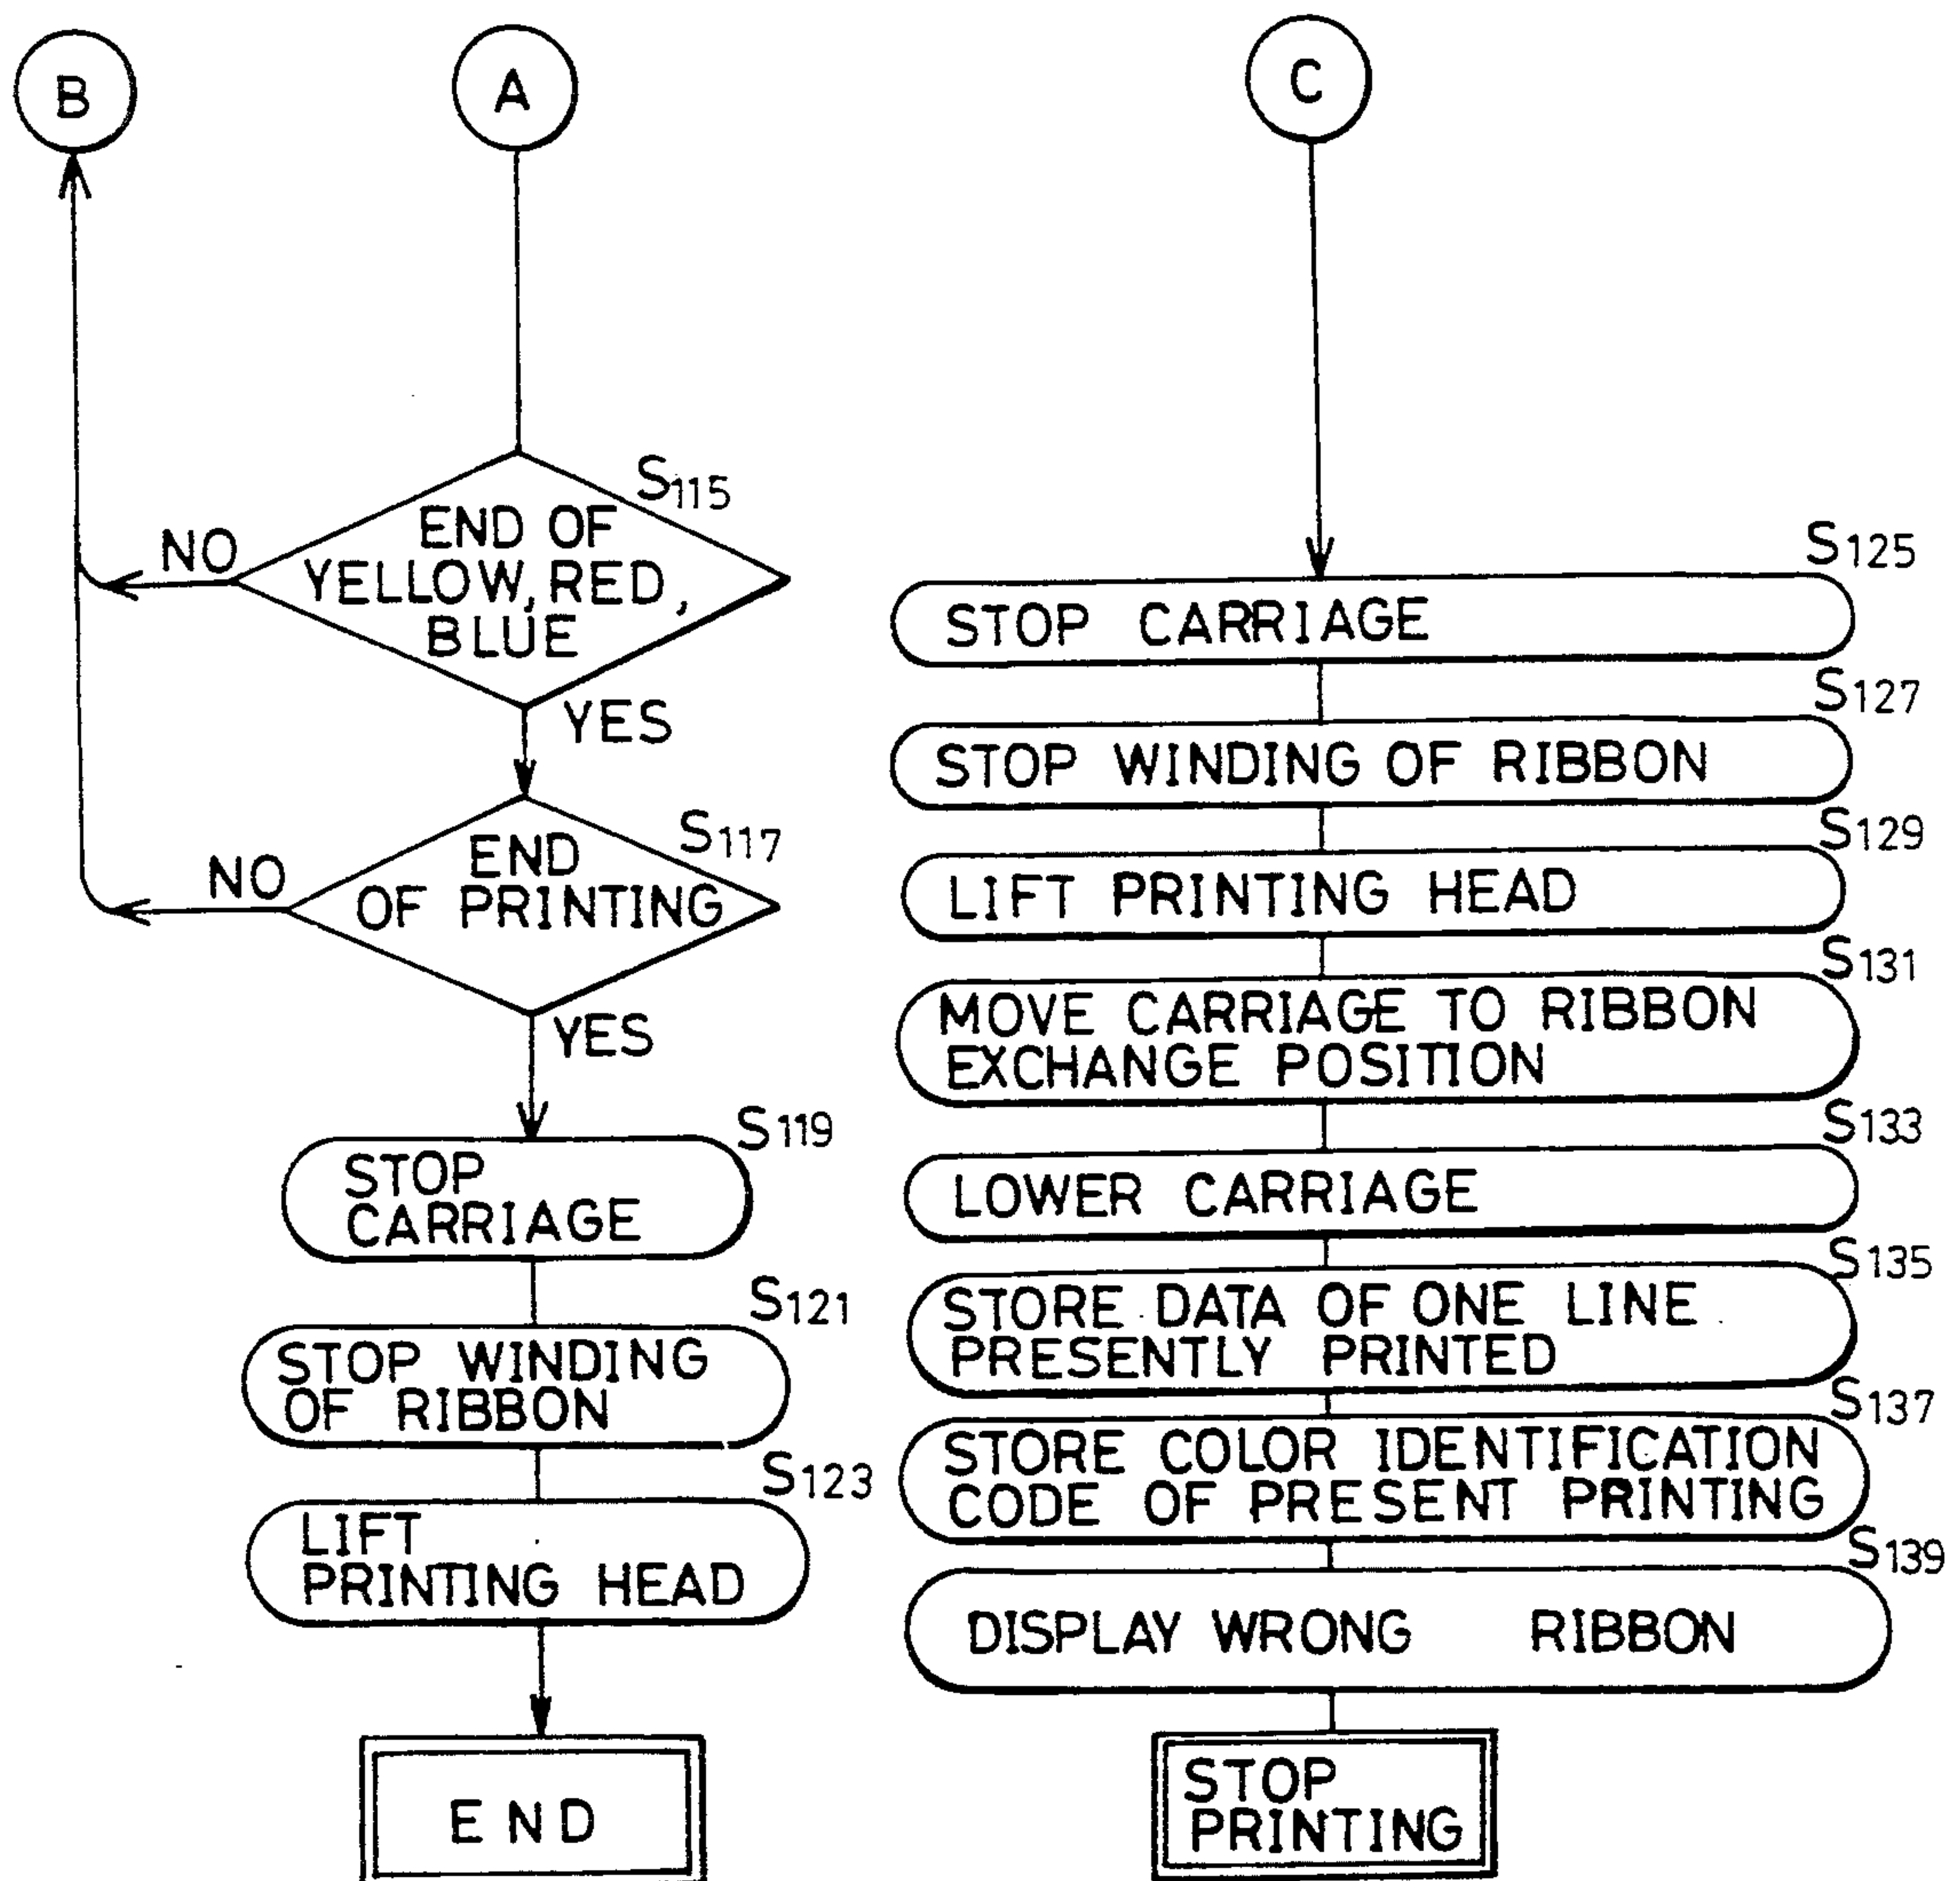 B
A
S115
END OF
YELLOW, RED,
BLUE
NO
YES
S117
END
OF PRINTING
NO
YES
S119
STOP
CARRIAGE
S121
STOP WINDING
OF RIBBON
S123
LIFT
PRINTING HEAD
END
C
S125
STOP CARRIAGE
S127
STOP WINDING OF RIBBON
S129
LIFT PRINTING HEAD
S131
MOVE CARRIAGE TO RIBBON
EXCHANGE POSITION
S133
LOWER CARRIAGE
S135
STORE DATA OF ONE LINE
PRESENTLY PRINTED
S137
STORE COLOR IDENTIFICATION
CODE OF PRESENT PRINTING
S139
DISPLAY WRONG RIBBON
STOP
PRINTING